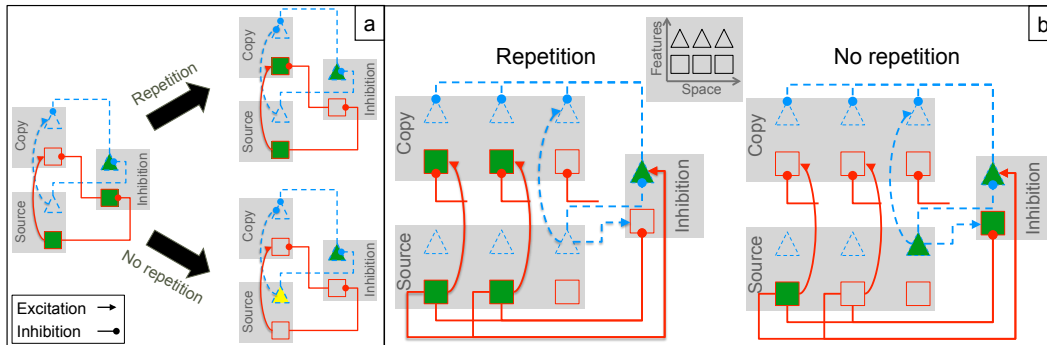 a
Copy
Source
Inhibition
Repetition
No repetition
Copy
Source
Inhibition
Copy
Source
Inhibition
Excitation
Inhibition
b
Repetition
Features
Space
No repetition
Copy
Source
Inhibition
Copy
Source
Inhibition